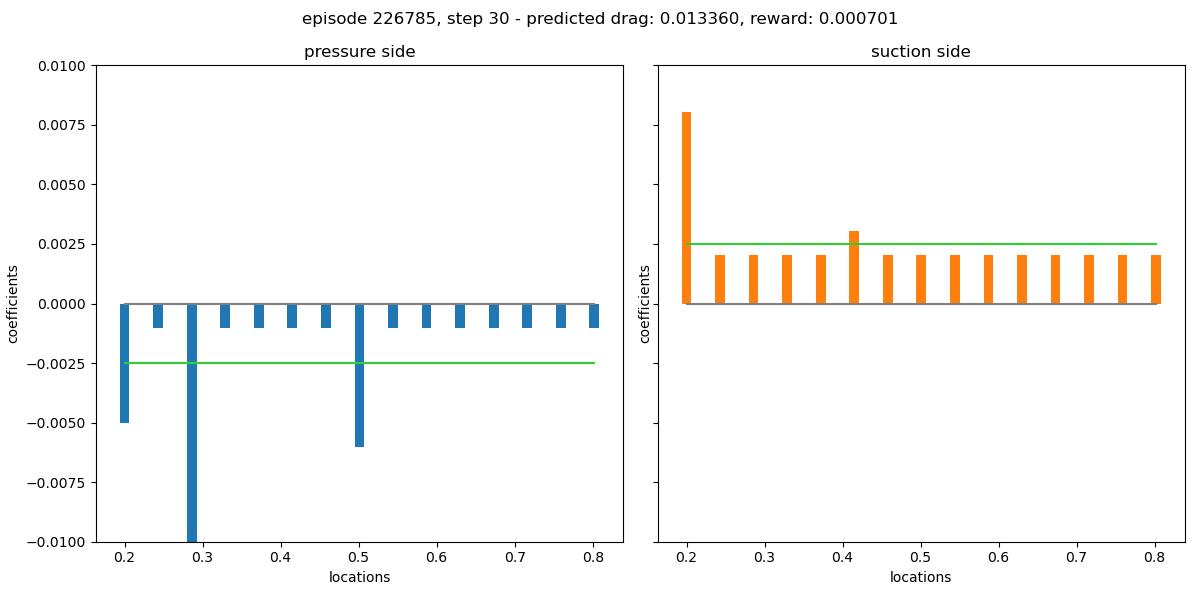 episode 226785, step 30 - predicted drag: 0.013360, reward: 0.000701
pressure side
suction side
0.0100
0.0075
0.0050
0.0025
0.0000
−0.0025
−0.0050
−0.0075
−0.0100
coefficients
coefficients
0.2 0.3 0.4 0.5 0.6 0.7 0.8
0.2 0.3 0.4 0.5 0.6 0.7 0.8
locations
locations